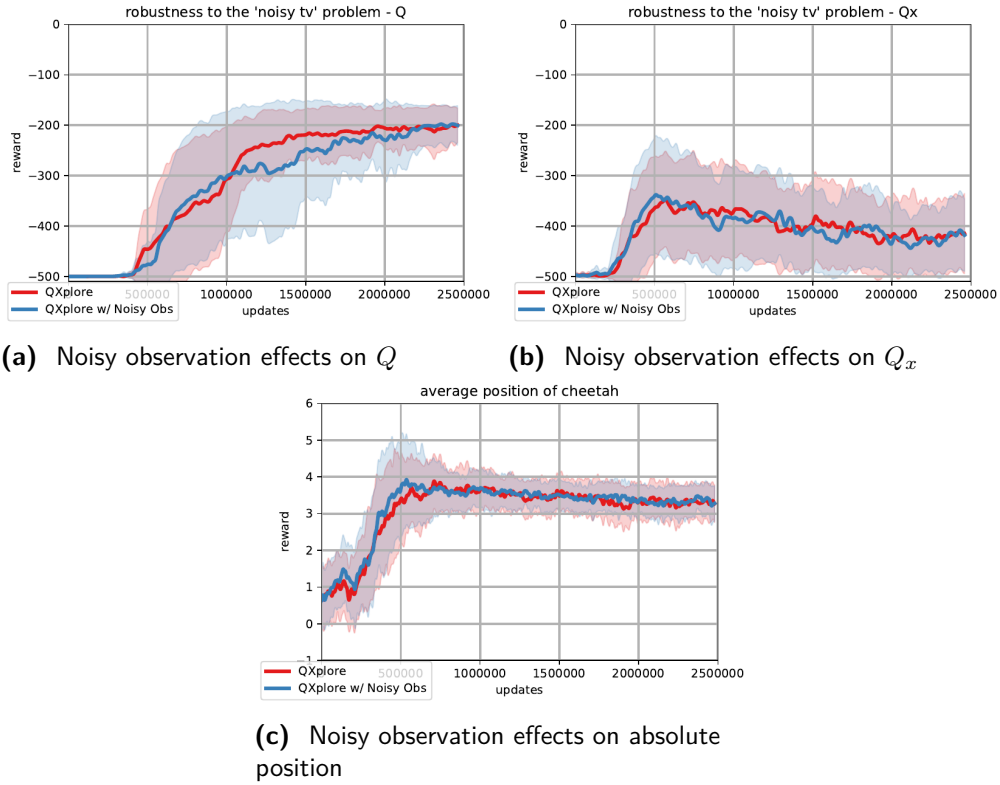 robustness to the 'noisy tv' problem - Q
0
−100
−200
−300
−400
−500
reward
500000
1000000
1500000
2000000
2500000
updates
QXplore
QXplore w/ Noisy Obs
(a) Noisy observation effects on Q
robustness to the 'noisy tv' problem - Qx
0
−100
−200
−300
−400
−500
reward
500000
1000000
1500000
2000000
2500000
updates
QXplore
QXplore w/ Noisy Obs
(b) Noisy observation effects on Qx
average position of cheetah
6
5
4
3
2
1
0
−1
reward
500000
1000000
1500000
2000000
2500000
updates
QXplore
QXplore w/ Noisy Obs
(c) Noisy observation effects on absolute
position